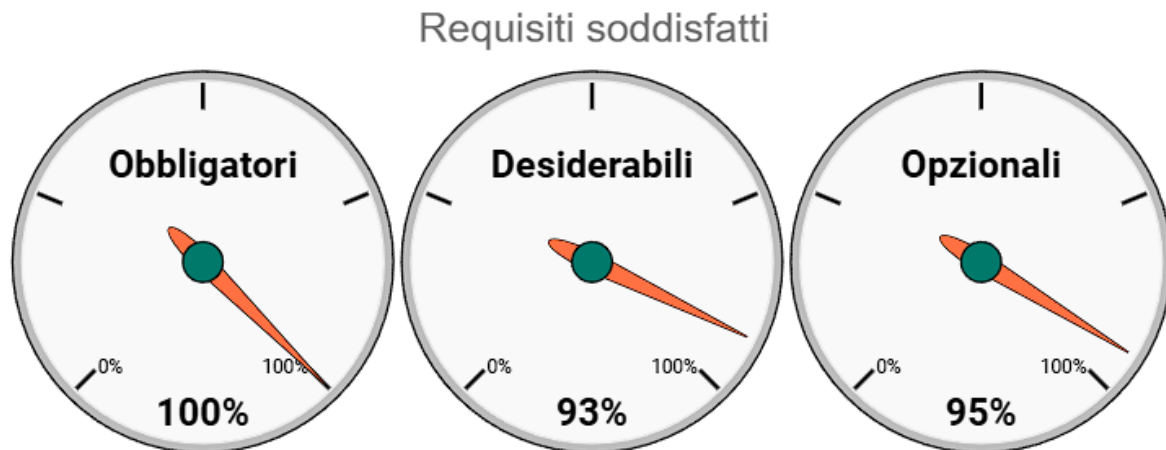 Requisiti soddisfatti
Obbligatori
0%
100%
100%
Desiderabili
0%
100%
93%
Opzionali
0%
100%
95%